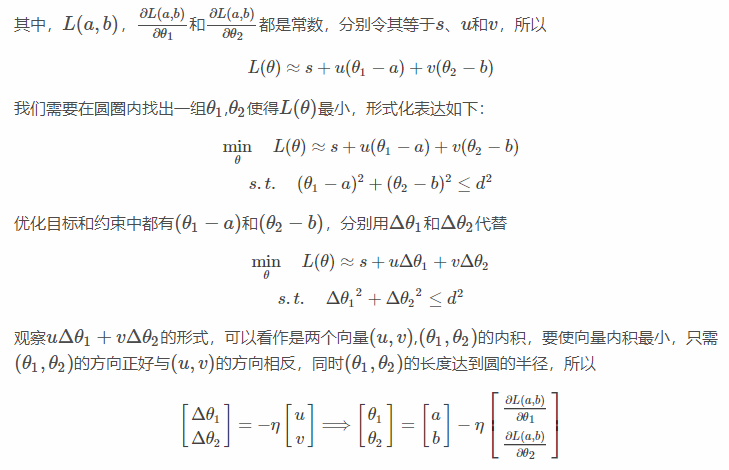 其中，$L(a,b)$，$\frac{\partial L(a,b)}{\partial \theta_1}$和$\frac{\partial L(a,b)}{\partial \theta_2}$都是常数，分别令其等于$s$、$u$和$v$，所以
$L(\theta) \approx s + u(\theta_1 - a) + v(\theta_2 - b)$
我们需要在圆圈内找出一组$\theta_1$,$\theta_2$使得$L(\theta)$最小，形式化表达如下：
$\min_{\theta} \quad L(\theta) \approx s + u(\theta_1 - a) + v(\theta_2 - b)$
$s.t. \quad (\theta_1 - a)^2 + (\theta_2 - b)^2 \leq d^2$
优化目标和约束中都有$(\theta_1 - a)$和$(\theta_2 - b)$，分别用$\Delta\theta_1$和$\Delta\theta_2$代替
$\min_{\theta} \quad L(\theta) \approx s + u\Delta\theta_1 + v\Delta\theta_2$
$s.t. \quad {\Delta\theta_1}^2 + {\Delta\theta_2}^2 \leq d^2$
观察$u\Delta\theta_1 + v\Delta\theta_2$的形式，可以看作是两个向量$(u,v)$,$(\theta_1,\theta_2)$的内积，要使向量内积最小，只需
$(\theta_1,\theta_2)$的方向正好与$(u,v)$的方向相反，同时$(\theta_1,\theta_2)$的长度达到圆的半径，所以
$\begin{bmatrix} \Delta\theta_1 \\ \Delta\theta_2 \end{bmatrix} = -\eta \begin{bmatrix} u \\ v \end{bmatrix} \Longrightarrow \begin{bmatrix} \theta_1 \\ \theta_2 \end{bmatrix} = \begin{bmatrix} a \\ b \end{bmatrix} - \eta \begin{bmatrix} \frac{\partial L(a,b)}{\partial \theta_1} \\ \frac{\partial L(a,b)}{\partial \theta_2} \end{bmatrix}$